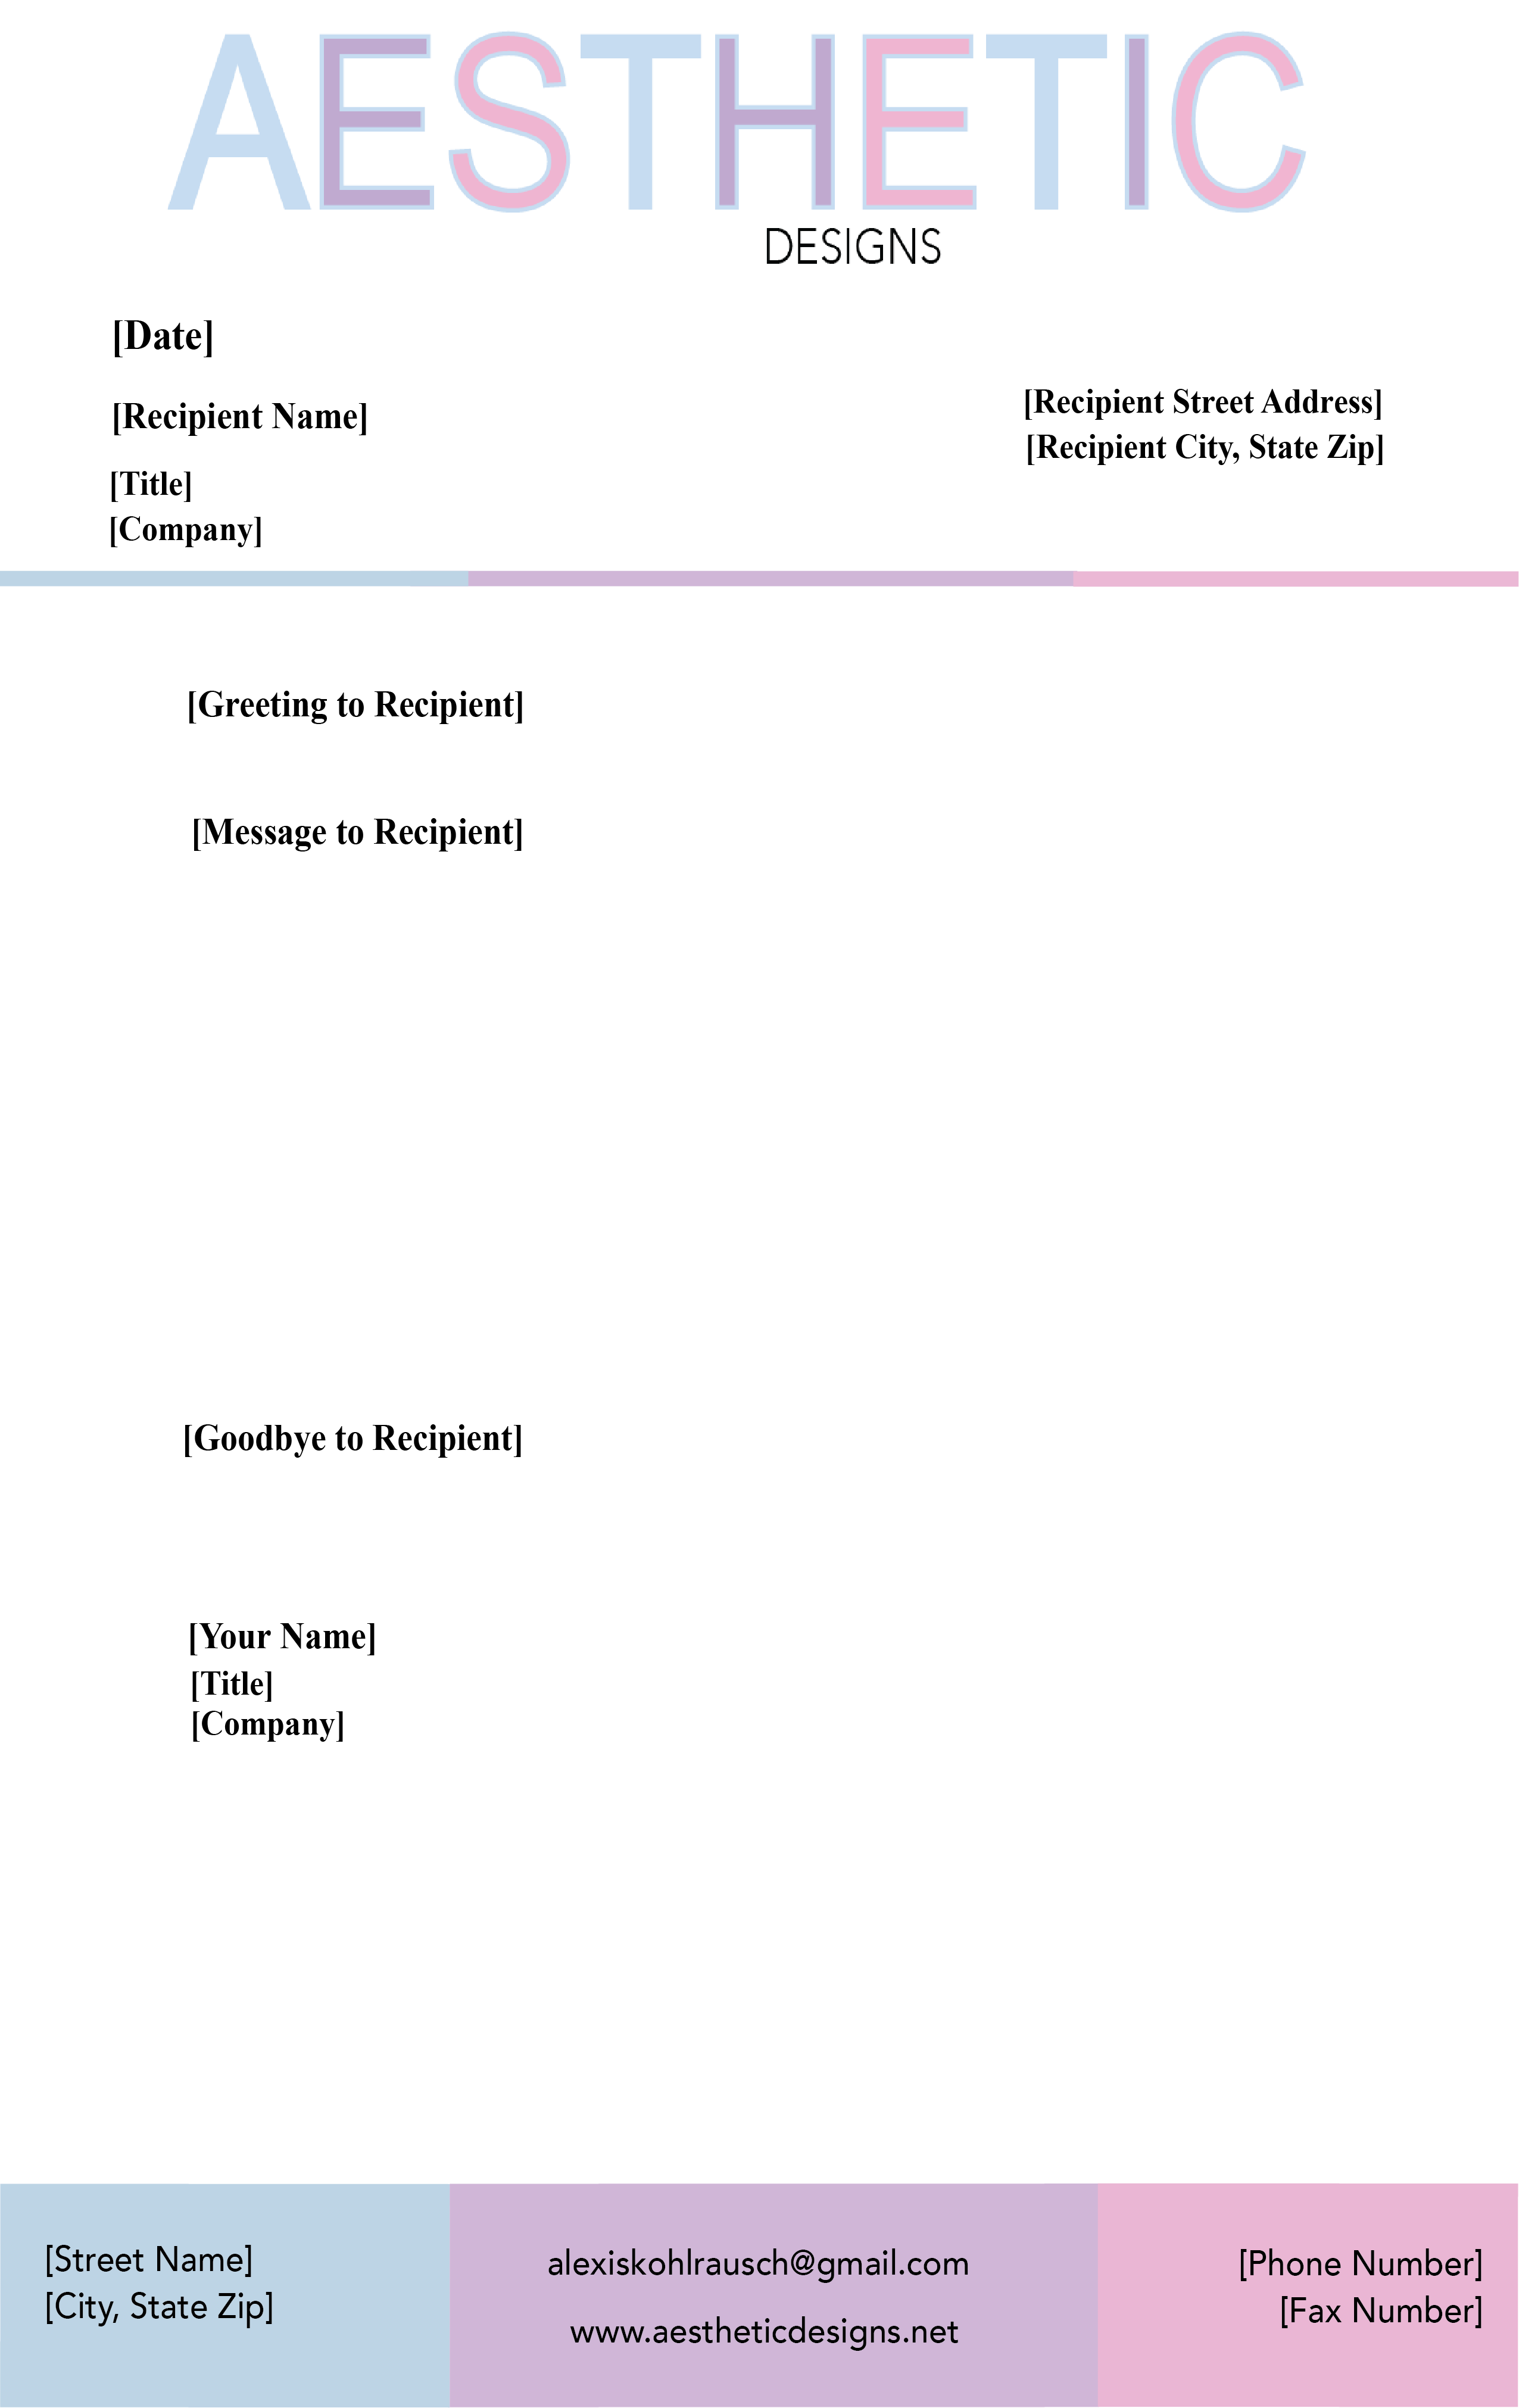 AESTHETIC
DESIGNS
[Date]
[Recipient Name]
[Title]
[Company]
[Recipient Street Address]
[Recipient City, State Zip]
[Greeting to Recipient]
[Message to Recipient]
[Goodbye to Recipient]
[Your Name]
[Title]
[Company]
[Street Name]
[City, State Zip]
alexiskohlrausch@gmail.com
www.aestheticdesigns.net
[Phone Number]
[Fax Number]